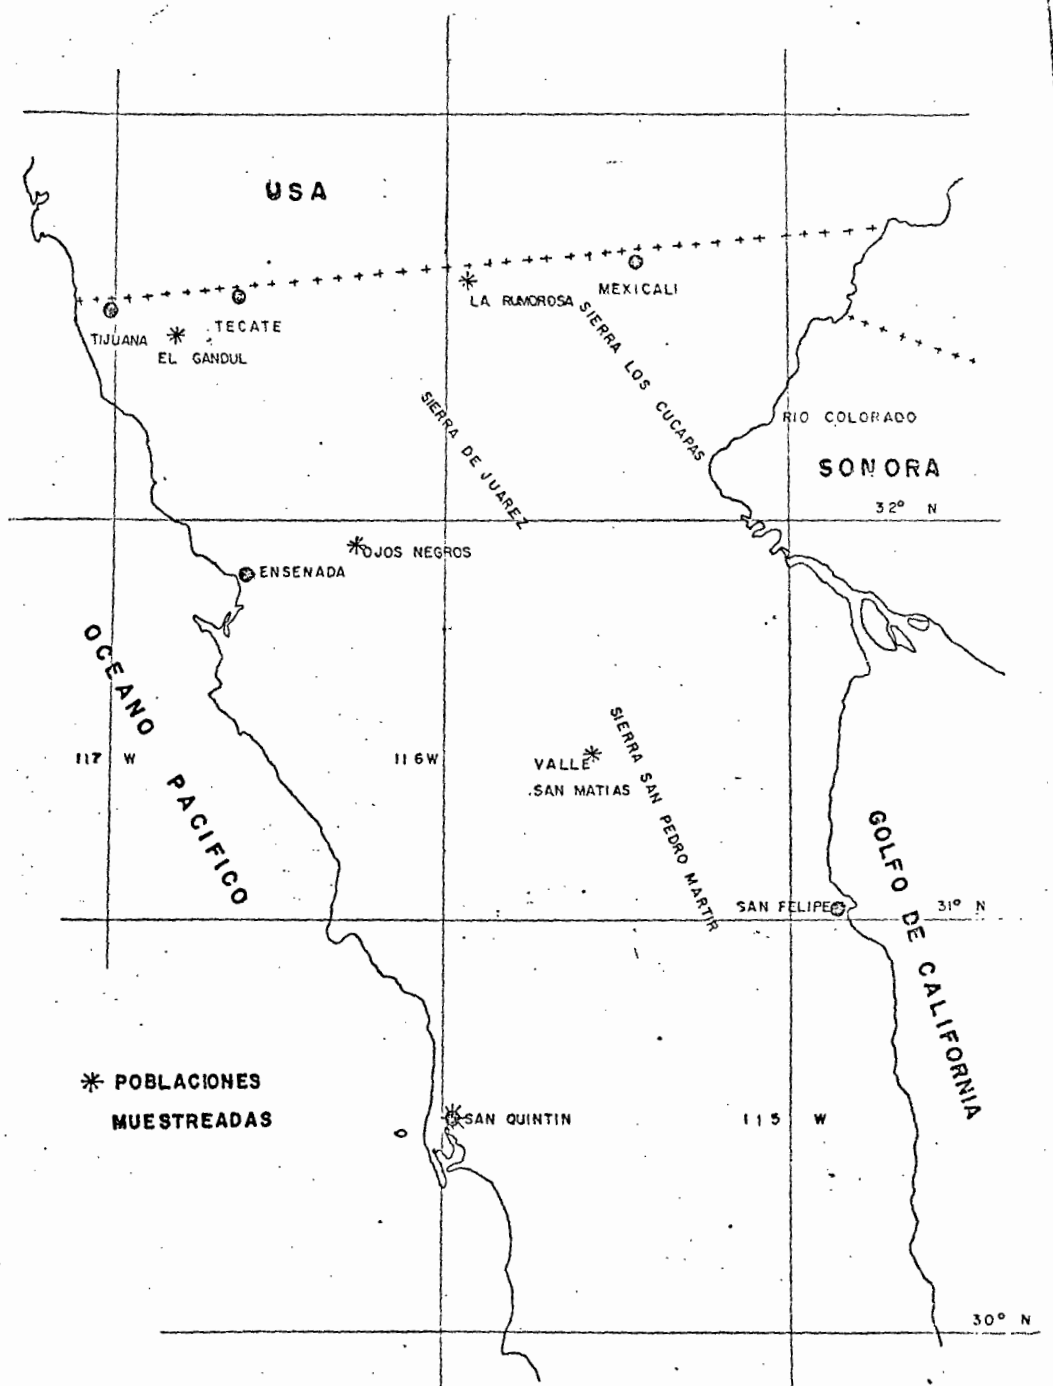 USA
MEXICALI
LA RUMOROSA
TIJUANA
TECATE
EL GANDUL
SIERRA LOS CUCAPAS
SIERRA DE JUAREZ
RIO COLORADO
SONORA
32° N
OJOS NEGROS
ENSENADA
OCEANO PACIFICO
117 W
116W
VALLE
SAN MATIAS
SIERRA SAN PEDRO MARTIR
GOLFO DE CALIFORNIA
SAN FELIPE
31° N
POBLACIONES
MUESTREADAS
SAN QUINTIN
115 W
30° N